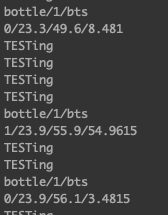 bottle/1/bts
0/23.3/49.6/8.481
TESTing
TESTing
TESTing
TESTing
bottle/1/bts
1/23.9/55.9/54.9615
TESTing
TESTing
bottle/1/bts
0/23.9/56.1/3.4815
TESTing